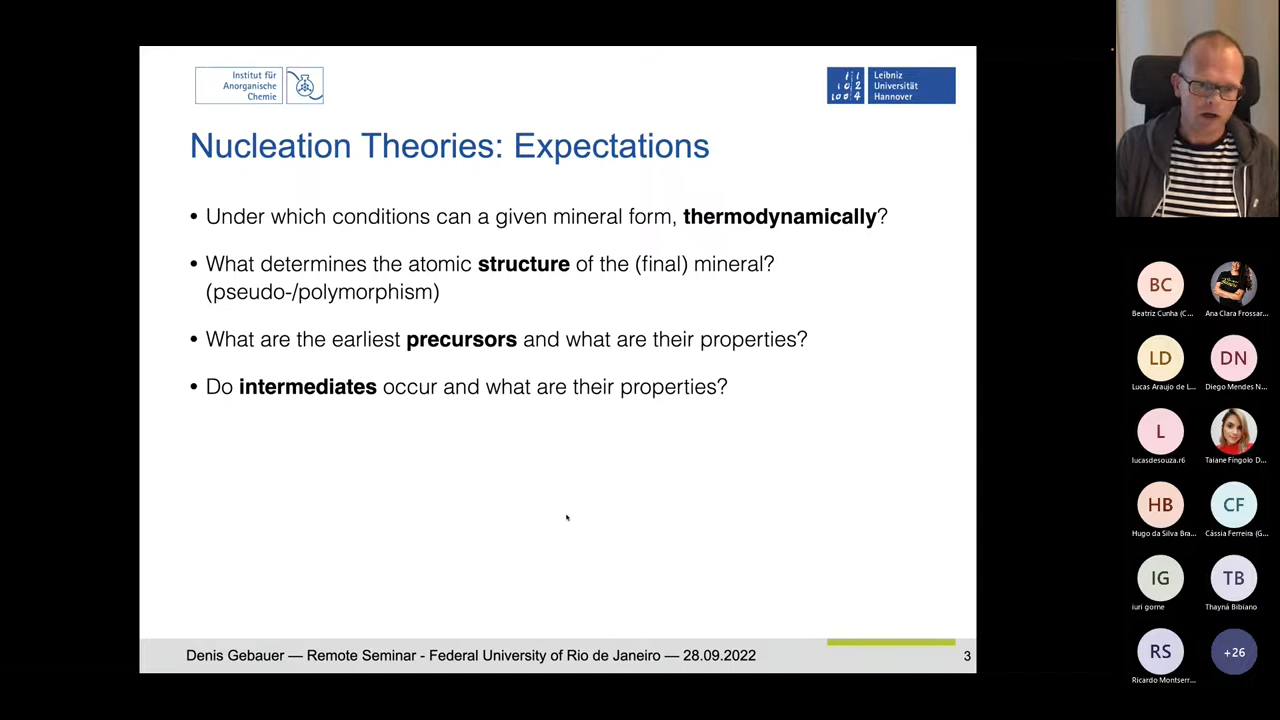 Institut für
Anorganische
Chemie
Leibniz
Universität
Hannover
Nucleation Theories: Expectations
• Under which conditions can a given mineral form, thermodynamically?
• What determines the atomic structure of the (final) mineral?
(pseudo-/polymorphism)
• What are the earliest precursors and what are their properties?
• Do intermediates occur and what are their properties?
Denis Gebauer — Remote Seminar - Federal University of Rio de Janeiro — 28.09.2022
3
BC
Beatriz Cunha (C...
Ana Clara Frossar...
LD
Lucas Araujo de L...
DN
Diego Mendes N...
L
lucasdesouza.r6
Taiane Fingolo D...
HB
Hugo da Silva Bra...
CF
Cássia Ferreira (G...
IG
iuri gorne
TB
Thayná Bibiano
RS
Ricardo Montserr...
+26